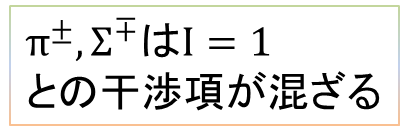 π±, Σ∓はI = 1
との干渉項が混ざる